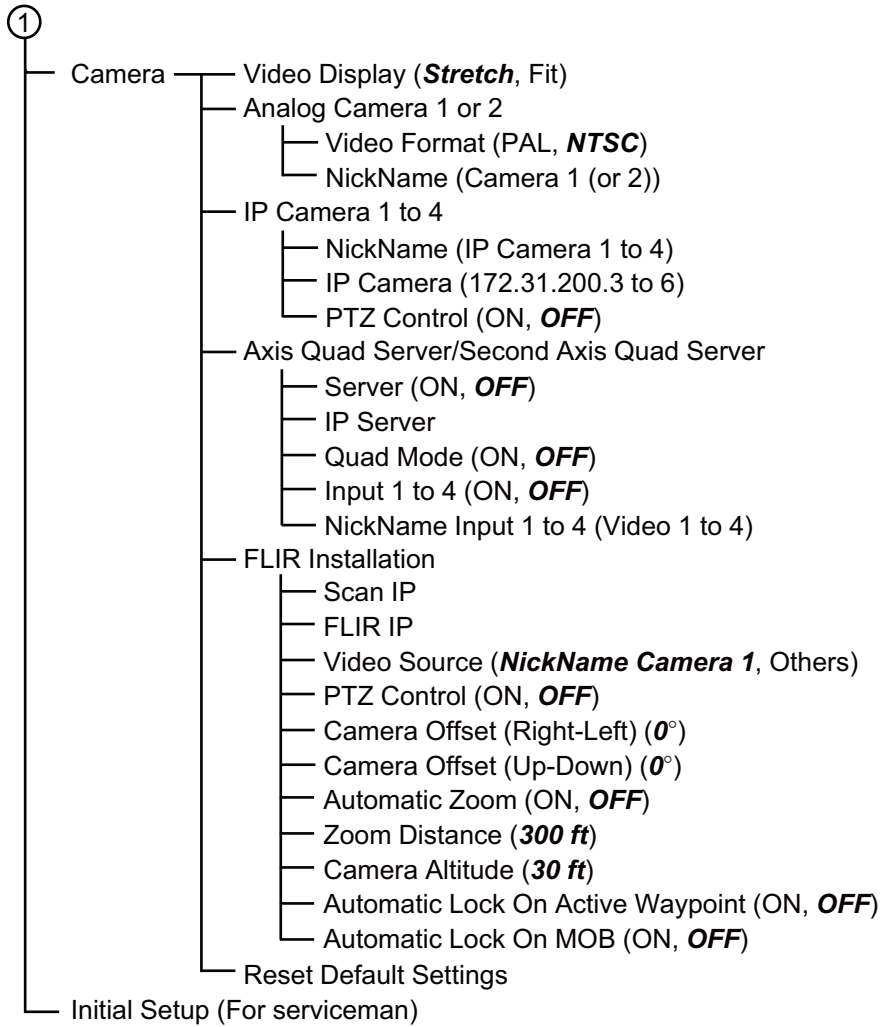 1
Camera
Video Display (Stretch, Fit)
Analog Camera 1 or 2
Video Format (PAL, NTSC)
NickName (Camera 1 (or 2))
IP Camera 1 to 4
NickName (IP Camera 1 to 4)
IP Camera (172.31.200.3 to 6)
PTZ Control (ON, OFF)
Axis Quad Server/Second Axis Quad Server
Server (ON, OFF)
IP Server
Quad Mode (ON, OFF)
Input 1 to 4 (ON, OFF)
NickName Input 1 to 4 (Video 1 to 4)
FLIR Installation
Scan IP
FLIR IP
Video Source (NickName Camera 1, Others)
PTZ Control (ON, OFF)
Camera Offset (Right-Left) (0°)
Camera Offset (Up-Down) (0°)
Automatic Zoom (ON, OFF)
Zoom Distance (300 ft)
Camera Altitude (30 ft)
Automatic Lock On Active Waypoint (ON, OFF)
Automatic Lock On MOB (ON, OFF)
Reset Default Settings
Initial Setup (For serviceman)